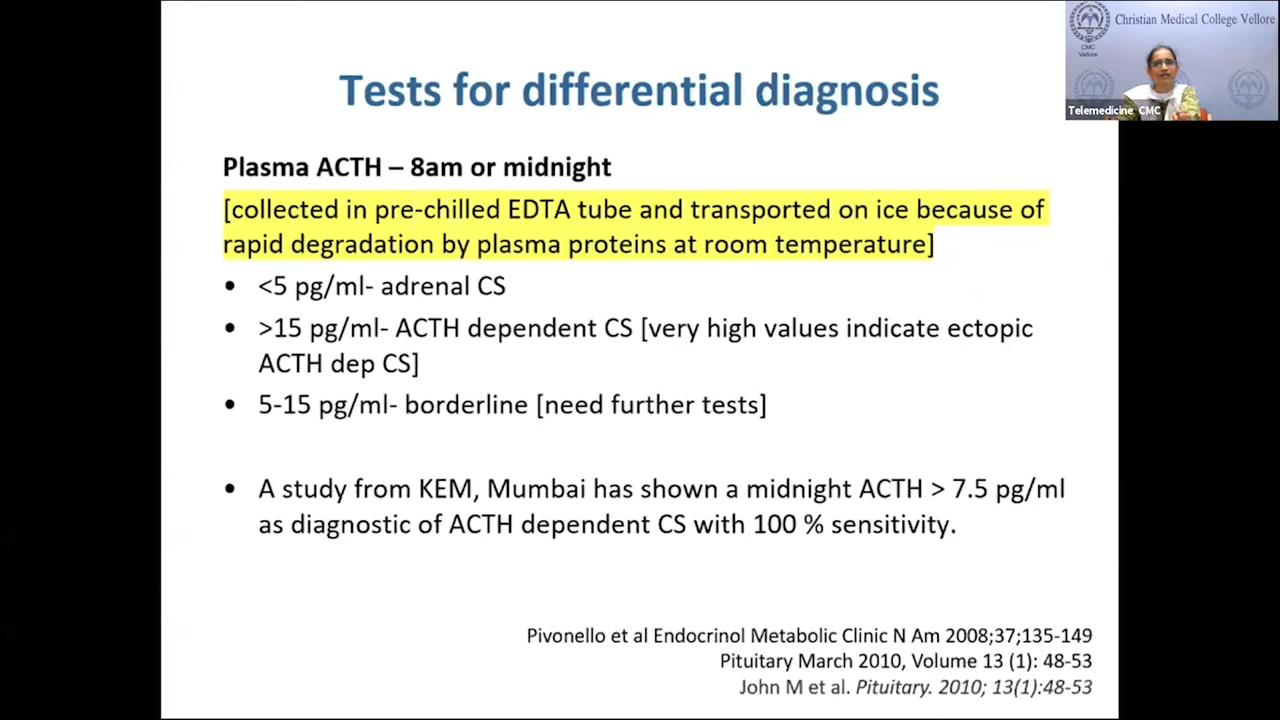 Christian Medical College Vellore
CMC
Vellore
Telemedicine CMC
Tests for differential diagnosis
Plasma ACTH – 8am or midnight
[collected in pre-chilled EDTA tube and transported on ice because of
rapid degradation by plasma proteins at room temperature]
• <5 pg/ml- adrenal CS
• >15 pg/ml- ACTH dependent CS [very high values indicate ectopic
ACTH dep CS]
• 5-15 pg/ml- borderline [need further tests]
• A study from KEM, Mumbai has shown a midnight ACTH > 7.5 pg/ml
as diagnostic of ACTH dependent CS with 100 % sensitivity.
Pivonello et al Endocrinol Metabolic Clinic N Am 2008;37;135-149
Pituitary March 2010, Volume 13 (1): 48-53
John M et al. Pituitary. 2010; 13(1):48-53